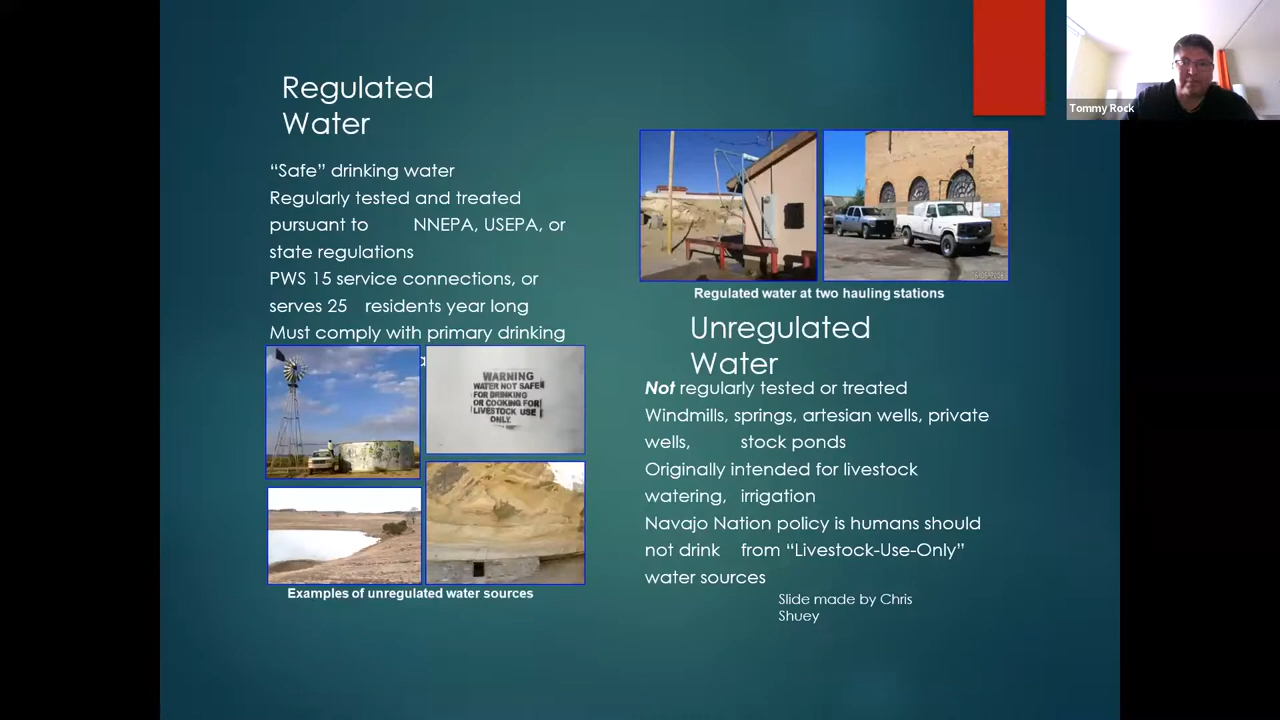 Regulated
Water
“Safe” drinking water
Regularly tested and treated
pursuant to NNEPA, USEPA, or
state regulations
PWS 15 service connections, or
serves 25 residents year long
Must comply with primary drinking
WARNING
WATER NOT SAFE
FOR DRINKING
OR COOKING FOR
LIVESTOCK USE
ONLY.
Examples of unregulated water sources
Tommy Rock
Regulated water at two hauling stations
Unregulated
Water
Not regularly tested or treated
Windmills, springs, artesian wells, private
wells, stock ponds
Originally intended for livestock
watering, irrigation
Navajo Nation policy is humans should
not drink from “Livestock-Use-Only”
water sources
Slide made by Chris
Shuey